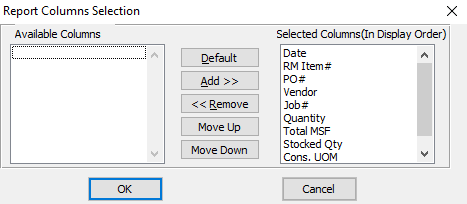 Report Columns Selection
Available Columns
Selected Columns(In Display Order)
Default
Add >>
<< Remove
Move Up
Move Down
Date
RM Item#
PO#
Vendor
Job#
Quantity
Total MSF
Stocked Qty
Cons. UOM
OK
Cancel